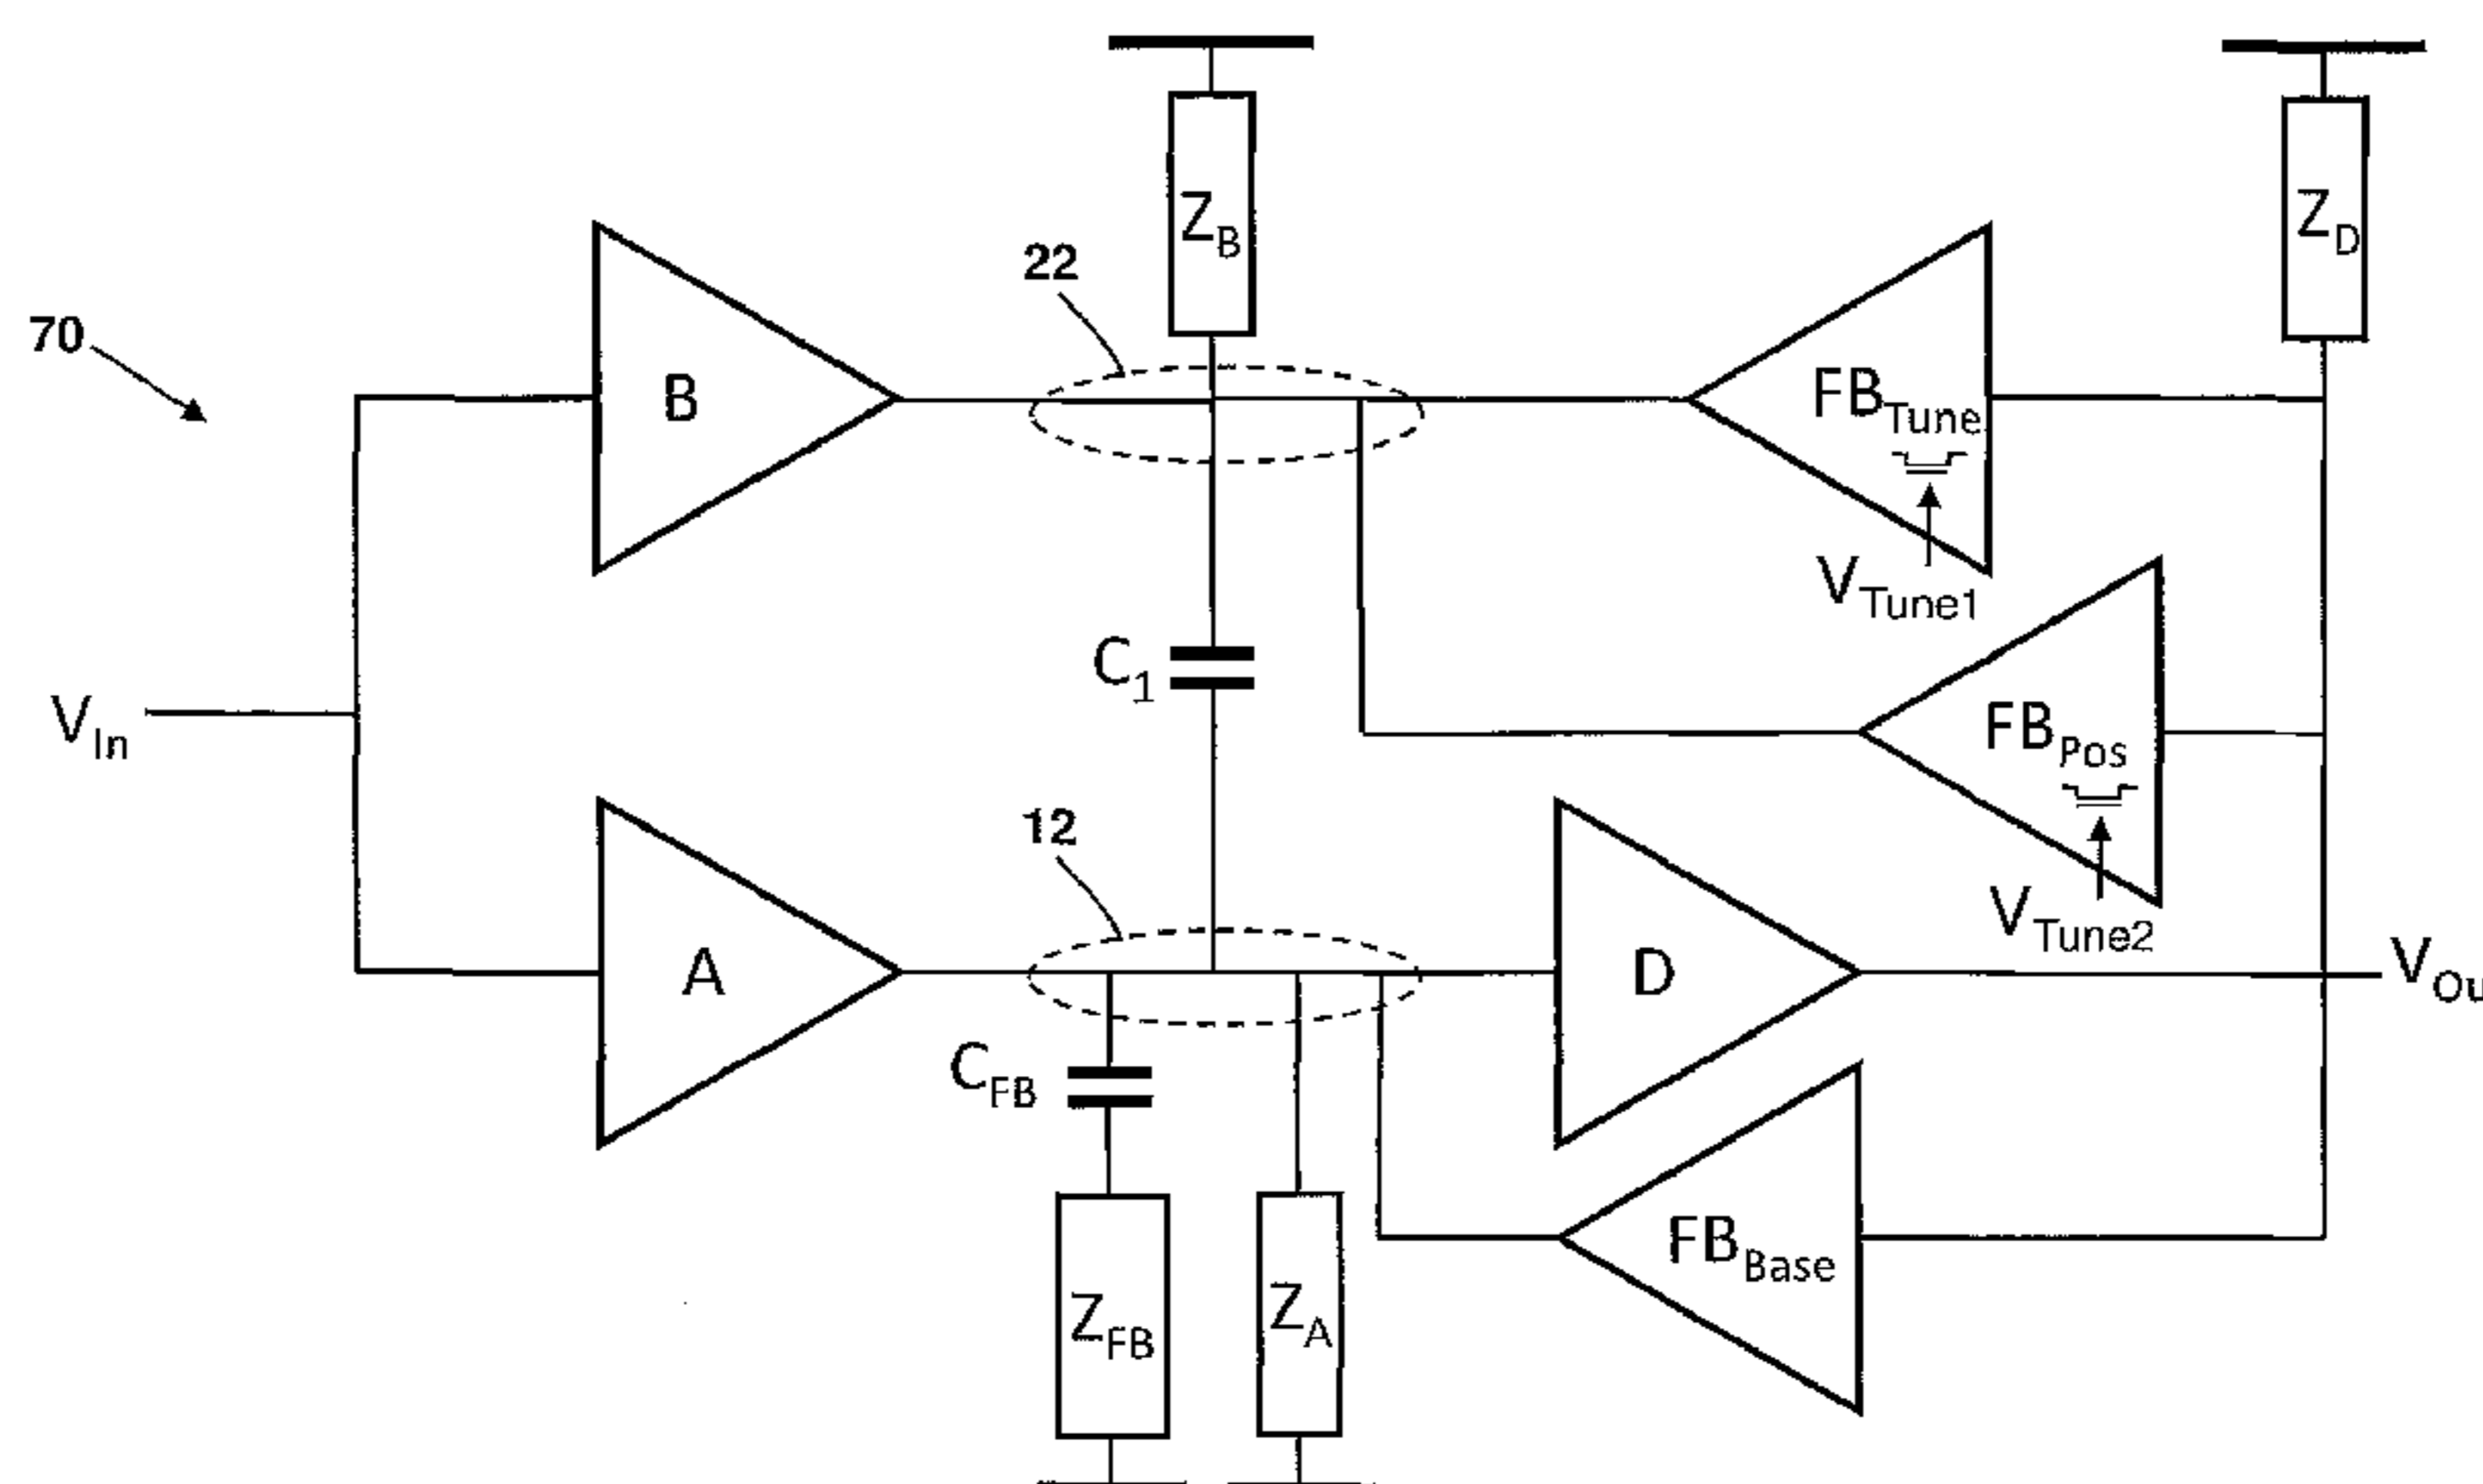 Z_B
Z_D
22
70
B
FB_Tune
V_Tune1
C_1
V_In
FB_Pos
12
V_Tune2
A
D
V_Ou
C_FB
FB_Base
Z_FB
Z_A